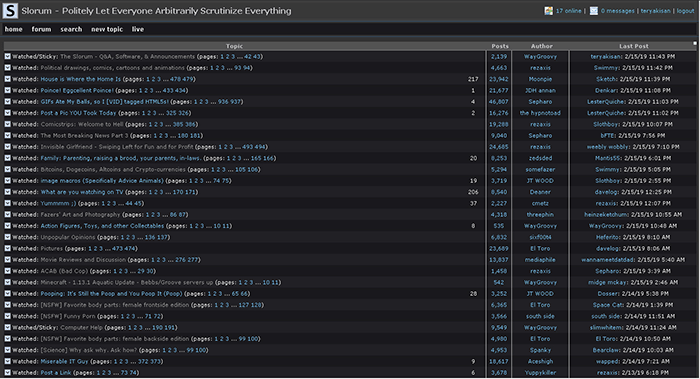 S Slorum - Politely Let Everyone Arbitrarily Scrutinize Everything
17 online | 0 messages | teryakisan | logout
home forum search new topic live
Topic Posts Author Last Post
Watched/Sticky: The Slorum - Q&A, Software, & Announcements (pages: 1 2 3 ... 42 43) 2,139 WayGroovy teryakisan: 2/15/19 11:43 PM
Watched: Political drawings, comics, cartoons and animations (pages: 1 2 3 ... 93 94) 4,663 rezaxis Swimmy: 2/15/19 11:42 PM
Watched: House is Where the Home Is (pages: 1 2 3 ... 478 479) 217 23,942 Moonpie Sketch: 2/15/19 11:39 PM
Watched: Poince! Eggcellent Poince! (pages: 1 2 3 ... 433 434) 1 21,677 JDH annan Denkar: 2/15/19 11:08 PM
Watched: GIFs Ate My Balls, so I [VID] tagged HTML5s! (pages: 1 2 3 ... 936 937) 4 46,807 Sepharo LesterQuiche: 2/15/19 11:03 PM
Watched: Post a Pic YOU Took Today (pages: 1 2 3 ... 325 326) 2 16,276 the hypnotoad LesterQuiche: 2/15/19 11:02 PM
Watched: Comicstrips: Welcome to Hell (pages: 1 2 3 ... 385 386) 19,288 rezaxis Slothboy: 2/15/19 10:07 PM
Watched: The Most Breaking News Part 3 (pages: 1 2 3 ... 180 181) 9,040 Sepharo bFTE: 2/15/19 7:56 PM
Watched: Invisible Girlfriend - Swiping Left for Fun and for Profit (pages: 1 2 3 ... 493 494) 24,685 rezaxis weebly wobbly: 2/15/19 7:10 PM
Watched: Family: Parenting, raising a brood, your parents, in-laws. (pages: 1 2 3 ... 165 166) 20 8,253 zedsded Mantis55: 2/15/19 6:01 PM
Watched: Bitcoins, Dogecoins, Altcoins and Crypto-currencies (pages: 1 2 3 ... 105 106) 5,294 somefazer Swimmy: 2/15/19 3:05 PM
Watched: image macros (Specifically Advice Animals) (pages: 1 2 3 ... 74 75) 19 3,719 JT WOOD Slothboy: 2/15/19 2:55 PM
Watched: What are you watching on TV (pages: 1 2 3 ... 170 171) 206 8,540 Deaner davelog: 2/15/19 12:25 PM
Watched: Yummmm :) (pages: 1 2 3 ... 44 45) 37 2,227 cmetz rezaxis: 2/15/19 12:07 PM
Watched: Fazers' Art and Photography (pages: 1 2 3 ... 86 87) 4,318 threephin heinzeketchum: 2/15/19 10:55 AM
Watched: Action Figures, Toys, and other Collectables (pages: 1 2 3 ... 10 11) 8 535 WayGroovy WayGroovy: 2/15/19 10:48 AM
Watched: Unpopular Opinions (pages: 1 2 3 ... 136 137) 6,832 sixf00t4 Heferito: 2/15/19 8:10 AM
Watched: Pictures (pages: 1 2 3 ... 473 474) 23,689 El Toro davelog: 2/15/19 8:06 AM
Watched: Movie Reviews and Discussion (pages: 1 2 3 ... 276 277) 13,837 mediaphile wannameetdatdad: 2/15/19 5:40 AM
Watched: ACAB (Bad Cop) (pages: 1 2 3 ... 29 30) 1,458 rezaxis Sepharo: 2/15/19 3:39 AM
Watched: Minecraft - 1.13.1 Aquatic Update - Bebbs/Groove servers up (pages: 1 2 3 ... 10 11) 542 WayGroovy midge mckay: 2/15/19 2:46 AM
Watched: Pooping: It's Still the Poop and You Poop It (Poop) (pages: 1 2 3 ... 65 66) 28 3,252 JT WOOD Dosser: 2/14/19 5:38 PM
Watched: [NSFW] Favorite body parts: female frontside edition (pages: 1 2 3 ... 127 128) 6,365 El Toro Space Cat: 2/14/19 1:39 PM
Watched: [NSFW] Funny Porn (pages: 1 2 3 ... 71 72) 3,566 south side south side: 2/14/19 11:51 AM
Watched/Sticky: Computer Help (pages: 1 2 3 ... 190 191) 9,549 WayGroovy slimwhitem: 2/14/19 11:24 AM
Watched: [NSFW] Favorite body parts: female backside edition (pages: 1 2 3 ... 99 100) 4,980 El Toro El Toro: 2/14/19 10:50 AM
Watched: [Science] Why ask why. Ask how? (pages: 1 2 3 ... 99 100) 4,953 Spanky Bearclaw: 2/14/19 10:03 AM
Watched: Miserable IT Guy (pages: 1 2 3 ... 372 373) 9 18,617 Aceshigh wapped: 2/14/19 7:21 AM
Watched: Post a Link (pages: 1 2 3 ... 73 74) 6 3,678 Yuppykiller rezaxis: 2/13/19 6:18 PM